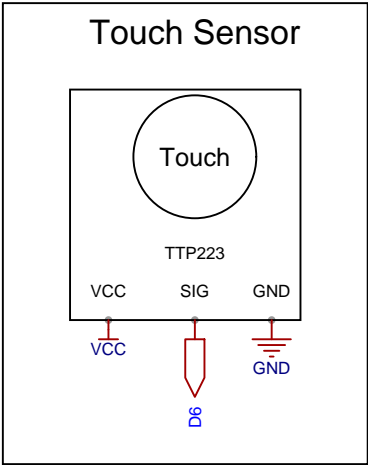 Touch Sensor
Touch
TTP223
VCC SIG GND
VCC
GND
D6